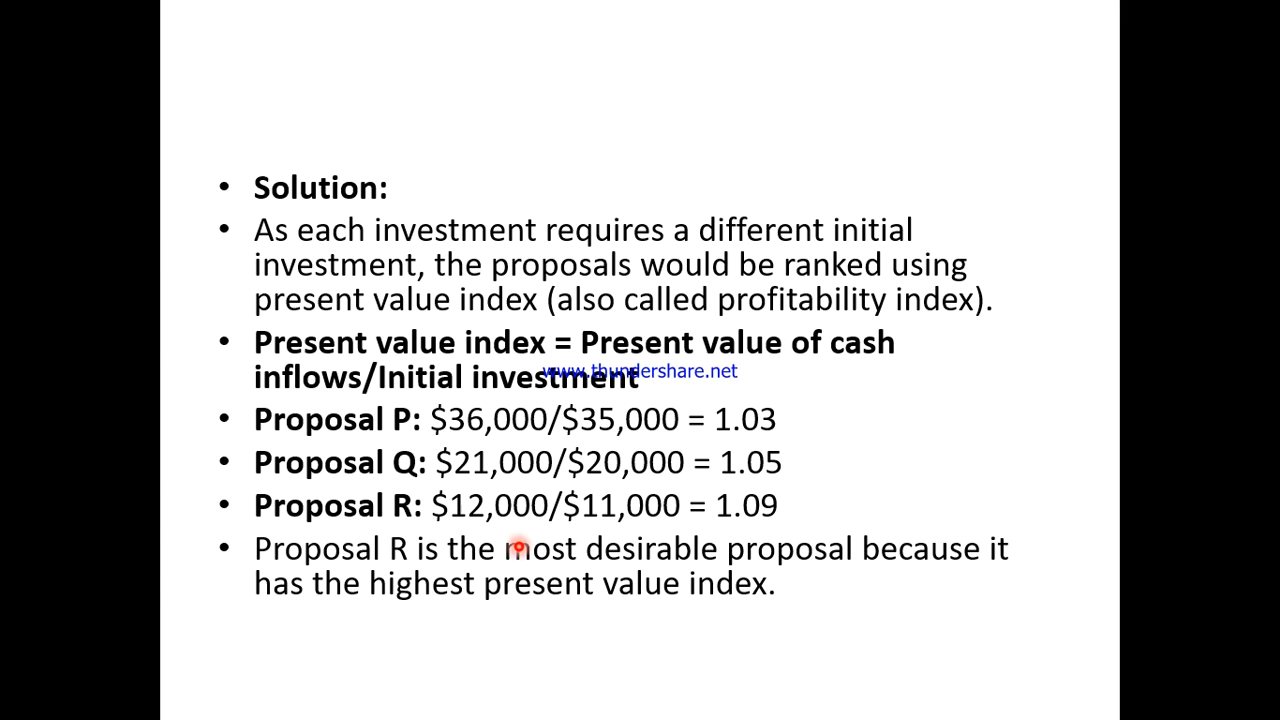 • Solution:
• As each investment requires a different initial
investment, the proposals would be ranked using
present value index (also called profitability index).
• Present value index = Present value of cash
inflows/Initial investment
www.thundershare.net
• Proposal P: $36,000/$35,000 = 1.03
• Proposal Q: $21,000/$20,000 = 1.05
• Proposal R: $12,000/$11,000 = 1.09
• Proposal R is the most desirable proposal because it
has the highest present value index.